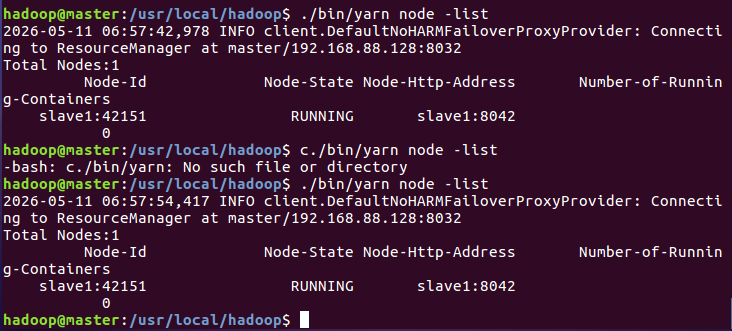 hadoop@master:/usr/local/hadoop$ ./bin/yarn node -list
2026-05-11 06:57:42,978 INFO client.DefaultNoHARMFailoverProxyProvider: Connecti
ng to ResourceManager at master/192.168.88.128:8032
Total Nodes:1
         Node-Id             Node-State Node-Http-Address       Number-of-Runnin
g-Containers
    slave1:42151                RUNNING       slave1:8042
           0
hadoop@master:/usr/local/hadoop$ c./bin/yarn node -list
-bash: c./bin/yarn: No such file or directory
hadoop@master:/usr/local/hadoop$ ./bin/yarn node -list
2026-05-11 06:57:54,417 INFO client.DefaultNoHARMFailoverProxyProvider: Connecti
ng to ResourceManager at master/192.168.88.128:8032
Total Nodes:1
         Node-Id             Node-State Node-Http-Address       Number-of-Runnin
g-Containers
    slave1:42151                RUNNING       slave1:8042
           0
hadoop@master:/usr/local/hadoop$